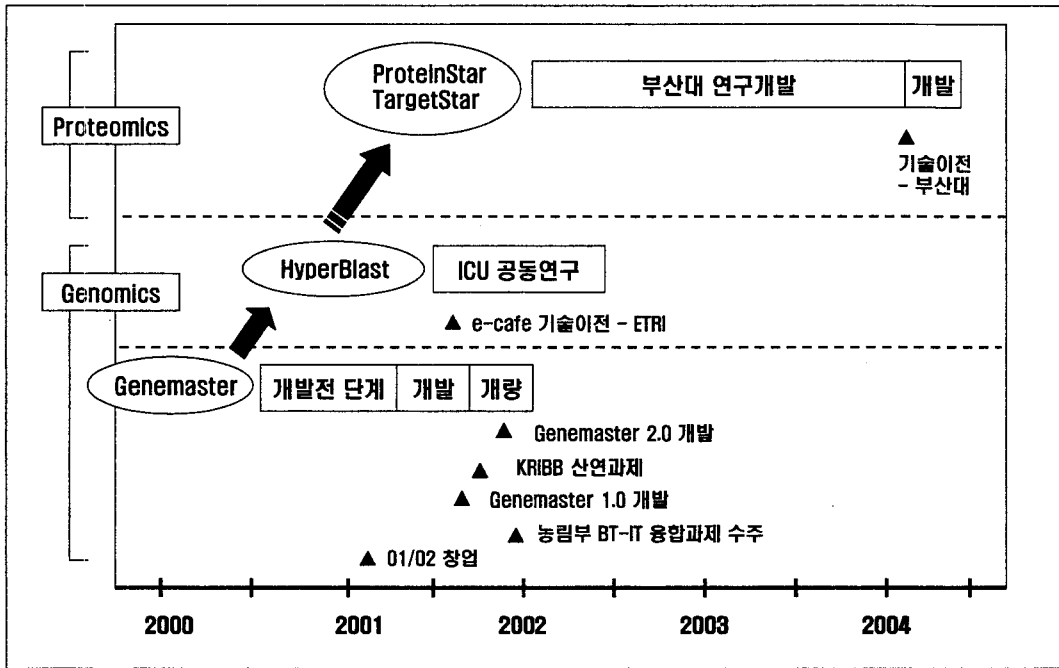 ProteinStar
TargetStar
부산대 연구개발
개발
Proteomics
▲
기술이전
- 부산대
HyperBlast
ICU 공동연구
Genomics
▲ e-cafe 기술이전 - ETRI
Genemaster
개발전 단계
개발
개량
▲ Genemaster 2.0 개발
▲ KRIBB 산연과제
▲ Genemaster 1.0 개발
▲ 농림부 BT-IT 융합과제 수주
▲ 01/02 창업
2000
2001
2002
2003
2004